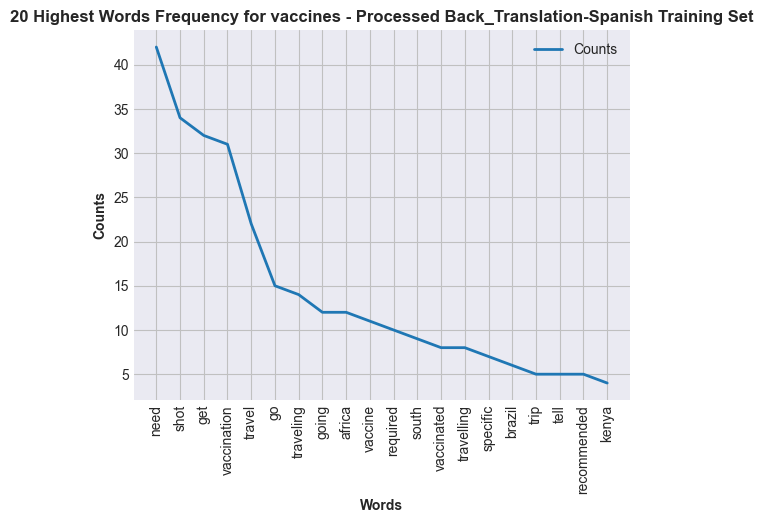 20 Highest Words Frequency for vaccines - Processed Back_Translation-Spanish Training Set
Counts
40
35
30
25
20
15
10
5
Counts
need
shot
get
vaccination
travel
go
traveling
going
africa
vaccine
required
south
vaccinated
travelling
specific
brazil
trip
tell
recommended
kenya
Words